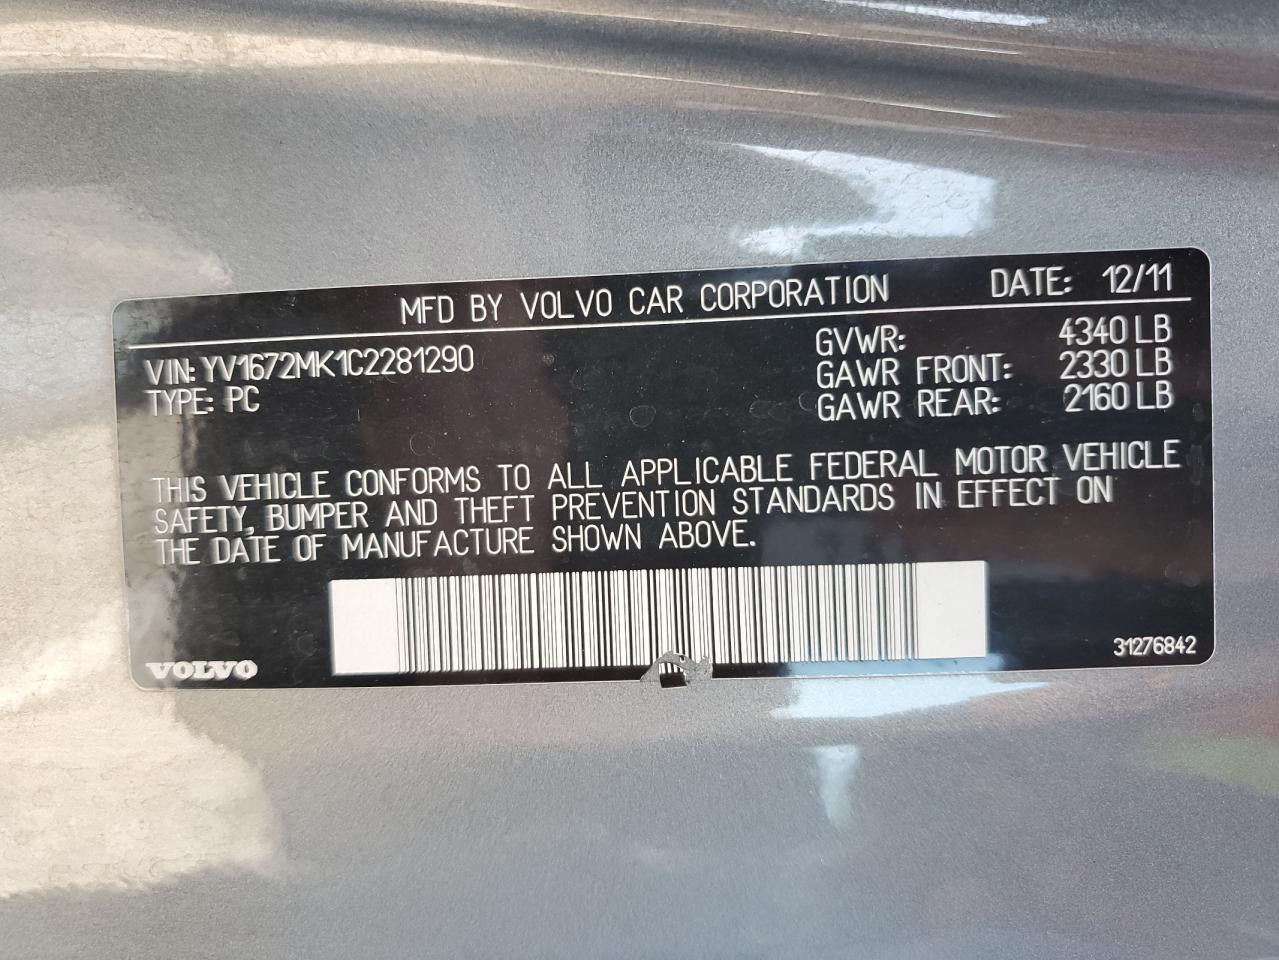 MFD BY VOLVO CAR CORPORATION DATE: 12/11
VIN: YV1672MK1C2281290
TYPE: PC
GVWR: 4340 LB
GAWR FRONT: 2330 LB
GAWR REAR: 2160 LB
THIS VEHICLE CONFORMS TO ALL APPLICABLE FEDERAL MOTOR VEHICLE
SAFETY, BUMPER AND THEFT PREVENTION STANDARDS IN EFFECT ON
THE DATE OF MANUFACTURE SHOWN ABOVE.
VOLVO
31276842